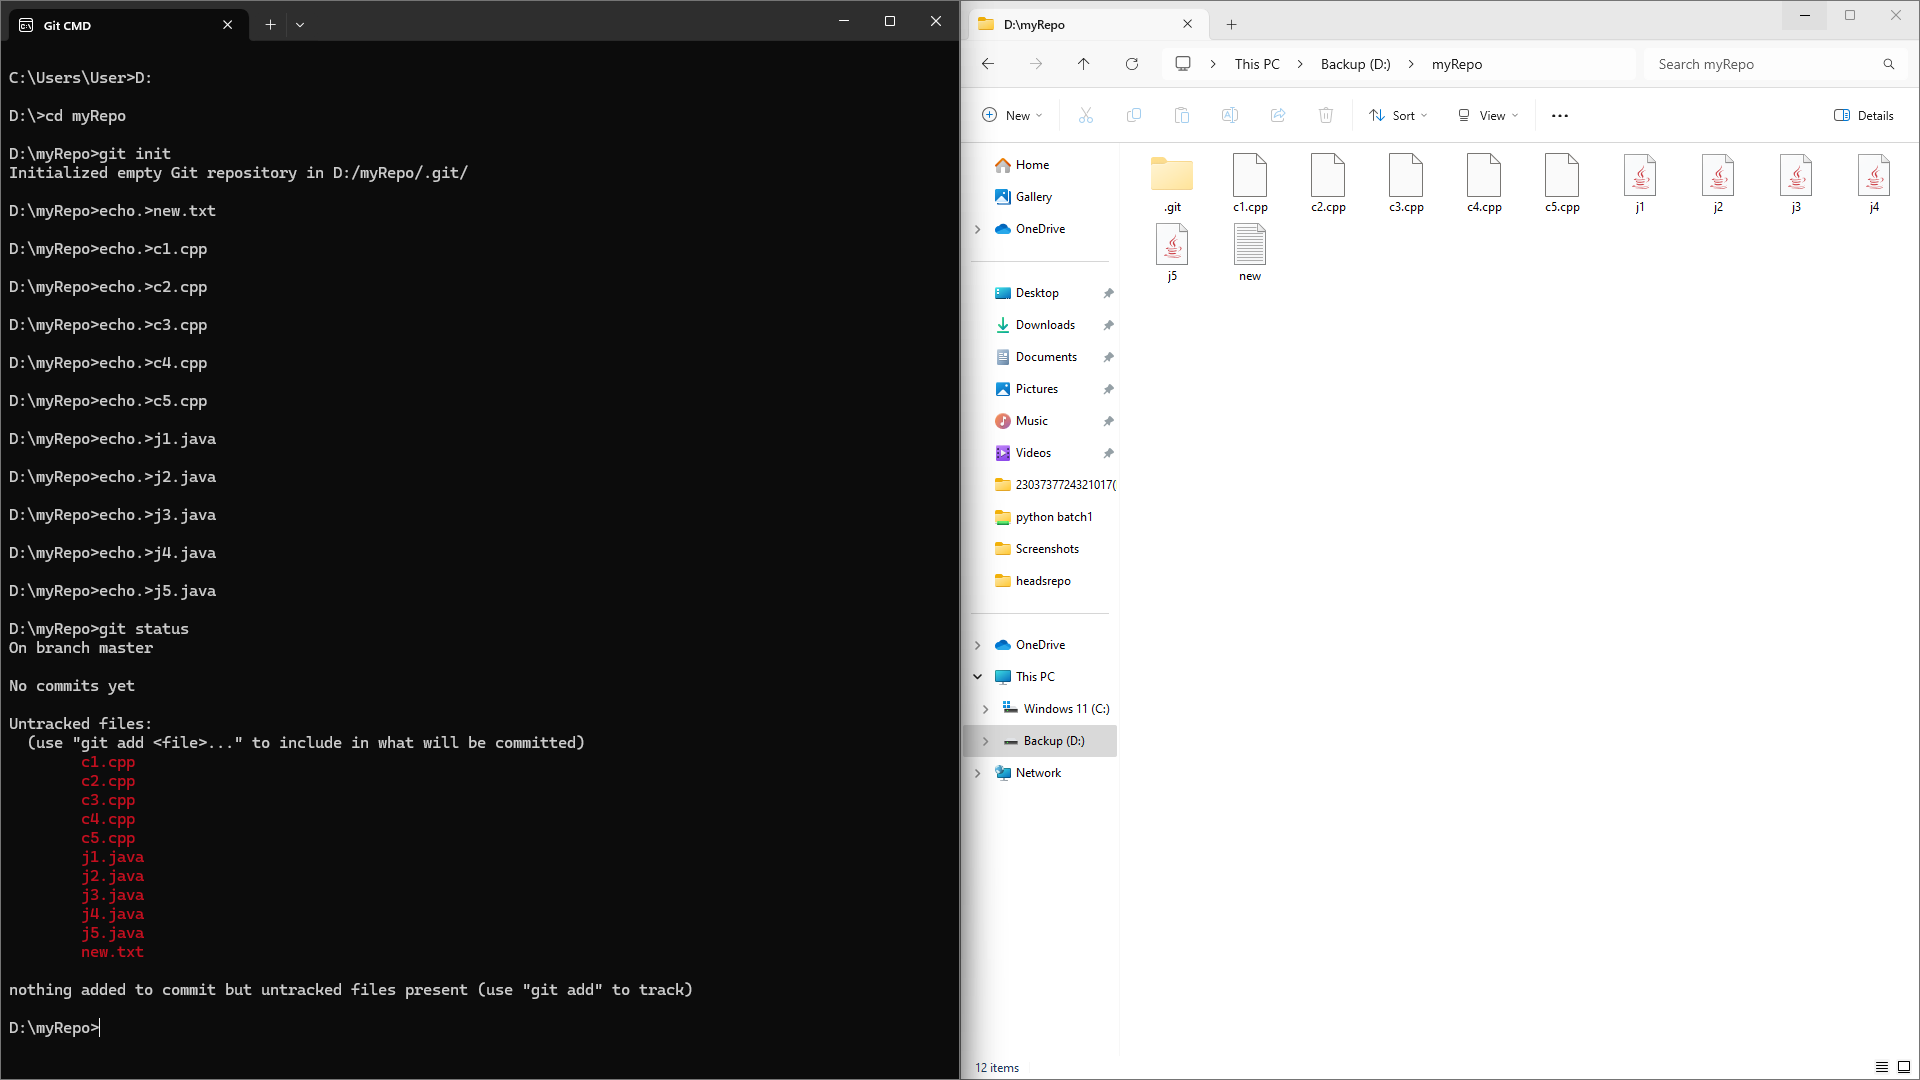 Git CMD
C:\Users\User>D:
D:\>cd myRepo
D:\myRepo>git init
Initialized empty Git repository in D:/myRepo/.git/
D:\myRepo>echo.>new.txt
D:\myRepo>echo.>c1.cpp
D:\myRepo>echo.>c2.cpp
D:\myRepo>echo.>c3.cpp
D:\myRepo>echo.>c4.cpp
D:\myRepo>echo.>c5.cpp
D:\myRepo>echo.>j1.java
D:\myRepo>echo.>j2.java
D:\myRepo>echo.>j3.java
D:\myRepo>echo.>j4.java
D:\myRepo>echo.>j5.java
D:\myRepo>git status
On branch master
No commits yet
Untracked files:
(use "git add <file>..." to include in what will be committed)
c1.cpp
c2.cpp
c3.cpp
c4.cpp
c5.cpp
j1.java
j2.java
j3.java
j4.java
j5.java
new.txt
nothing added to commit but untracked files present (use "git add" to track)
D:\myRepo>
D:\myRepo
This PC > Backup (D:) > myRepo
Search myRepo
New
Sort
View
Details
Home
Gallery
OneDrive
Desktop
Downloads
Documents
Pictures
Music
Videos
2303737724321017(
python batch1
Screenshots
headsrepo
OneDrive
This PC
Windows 11 (C:)
Backup (D:)
Network
.git c1.cpp c2.cpp c3.cpp c4.cpp c5.cpp j1 j2 j3 j4
j5 new
12 items